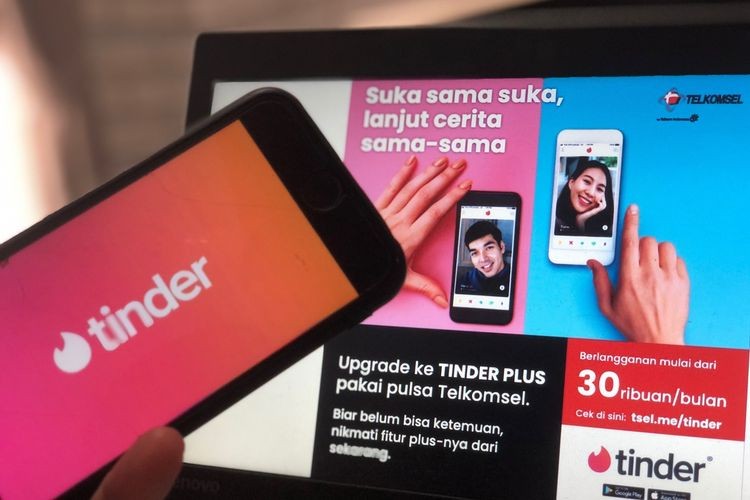 tinder
Suka sama suka,
lanjut cerita
sama-sama
TELKOMSEL
Upgrade ke TINDER PLUS
pakai pulsa Telkomsel.
Biar belum bisa ketemuan,
nikmati fitur plus-nya dari
sekarang.
Berlangganan mulai dari
30 ribuan/bulan
Cek di sini: tsel.me/tinder
tinder
Google Play
App Store
lenovo